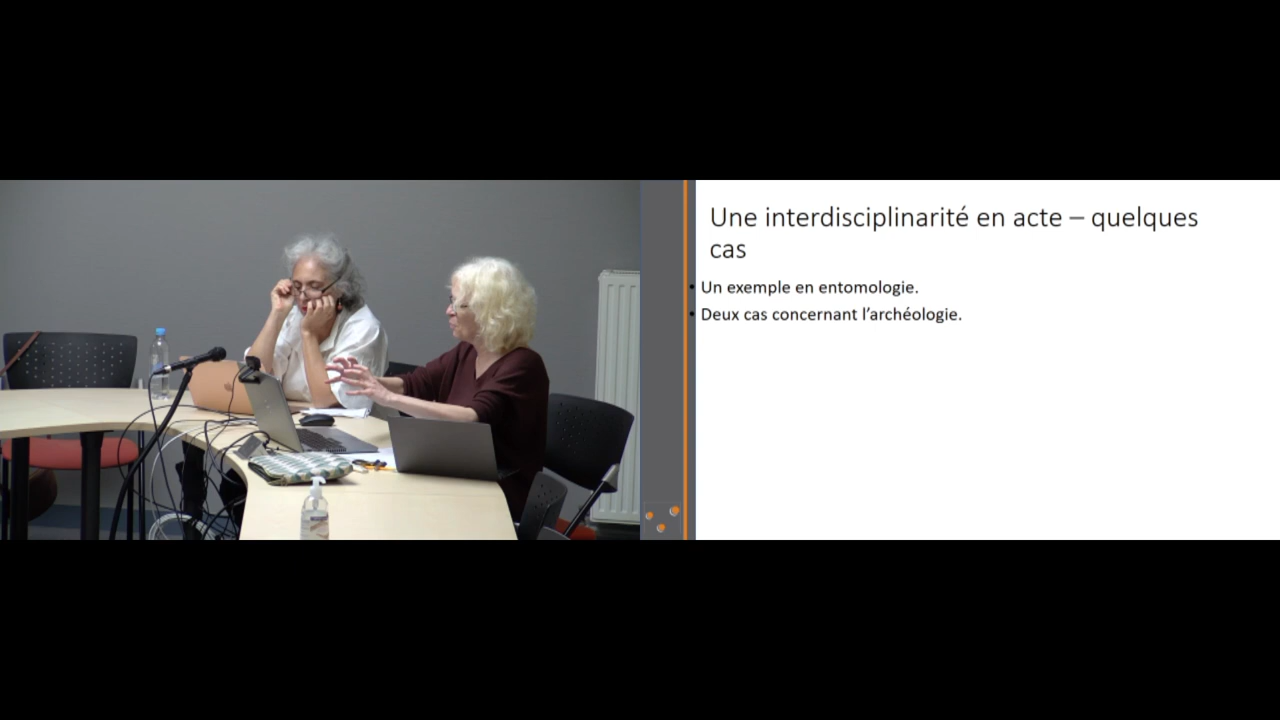 Une interdisciplinarité en acte – quelques
cas
• Un exemple en entomologie.
• Deux cas concernant l’archéologie.